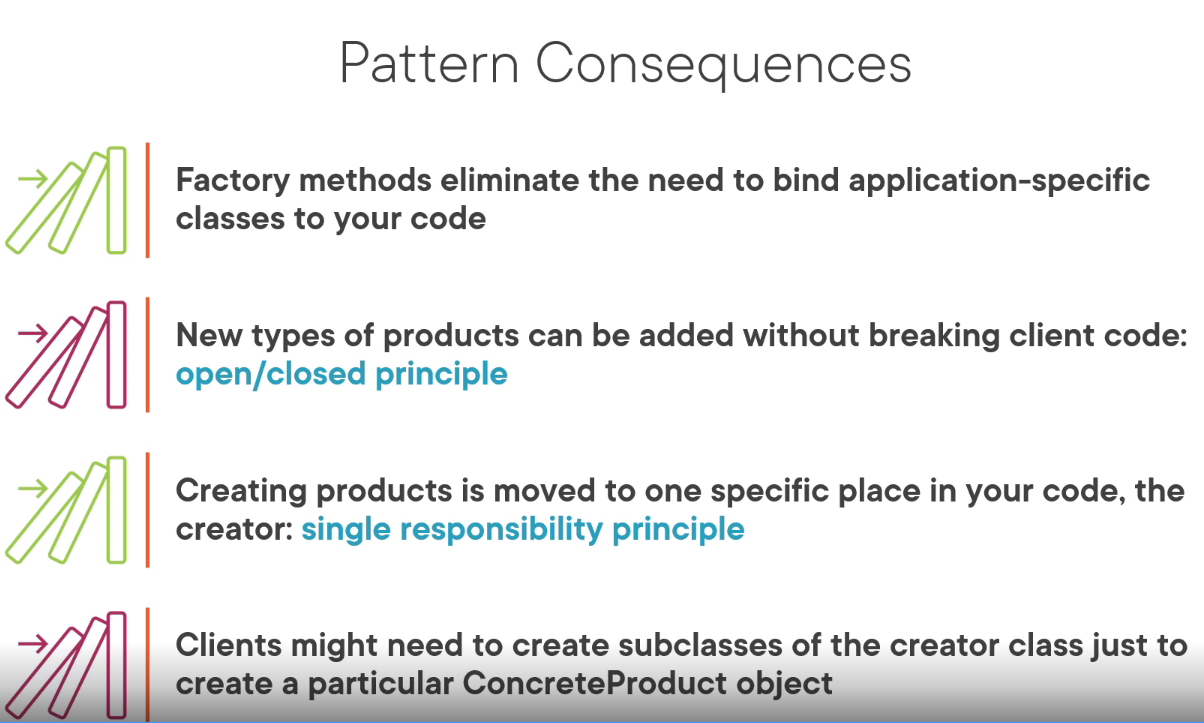 Pattern Consequences
Factory methods eliminate the need to bind application-specific
classes to your code
New types of products can be added without breaking client code:
open/closed principle
Creating products is moved to one specific place in your code, the
creator: single responsibility principle
Clients might need to create subclasses of the creator class just to
create a particular ConcreteProduct object